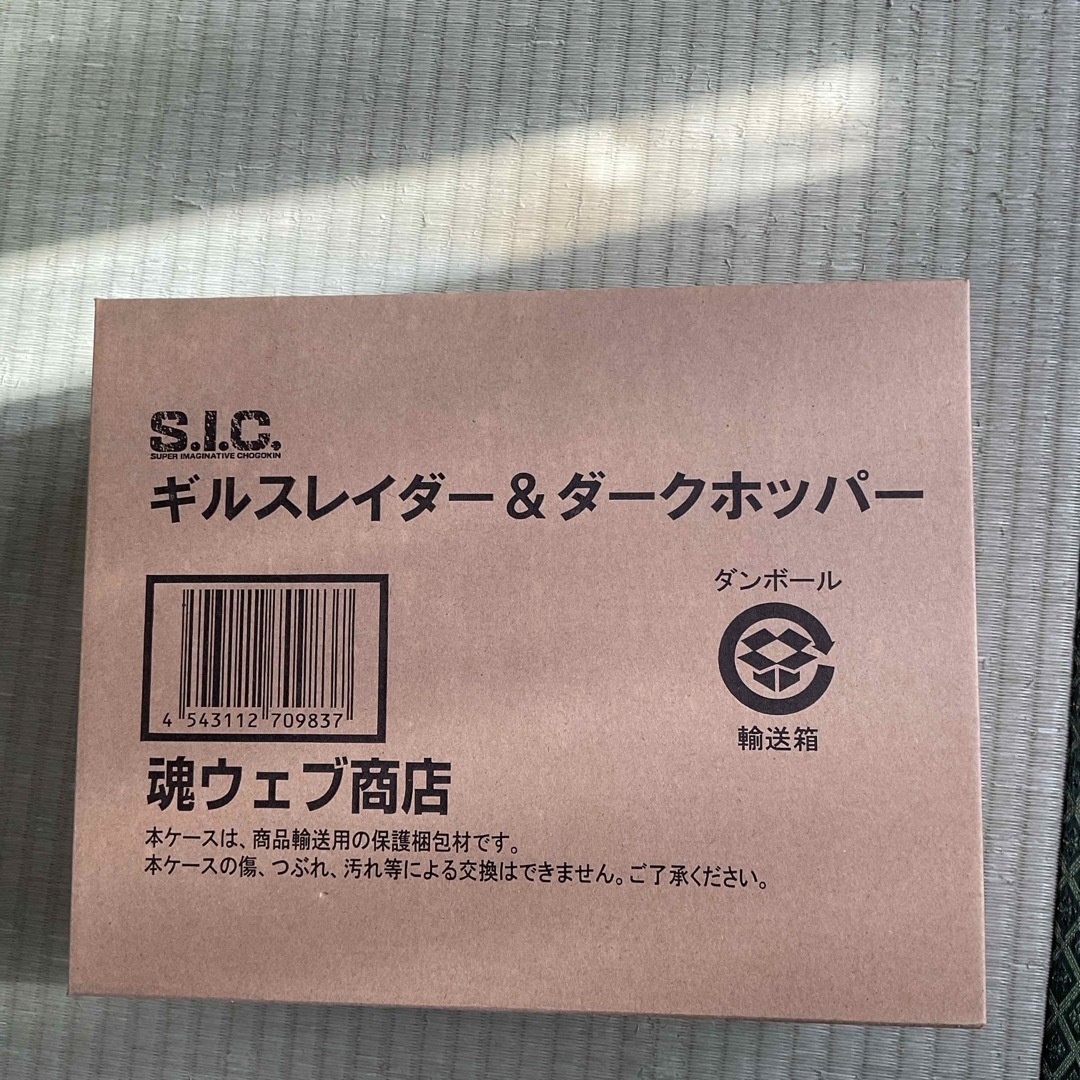 S.I.C.
SUPER IMAGINATIVE CHOGOKIN
ギルスレイダー&ダークホッパー
4 543112 709837
ダンボール
輸送箱
魂ウェブ商店
本ケースは、商品輸送用の保護梱包材です。
本ケースの傷、つぶれ、汚れ等による交換はできません。ご了承ください。